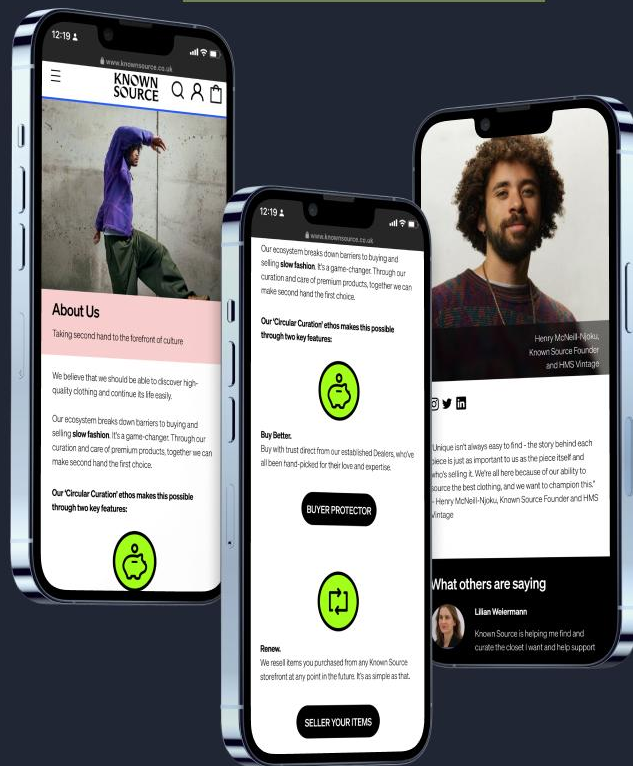 12:19
www.knownsource.co.uk
KNOWN
SOURCE
About Us
Taking second hand to the forefront of culture
We believe that we should be able to discover high-
quality clothing and continue its life easily.
Our ecosystem breaks down barriers to buying and
selling slow fashion. It's a game-changer. Through our
curation and care of premium products, together we can
make second hand the first choice.
Our 'Circular Curation' ethos makes this possible
through two key features:
12:19
www.knownsource.co.uk
Our ecosystem breaks down barriers to buying and
selling slow fashion. It's a game-changer. Through our
curation and care of premium products, together we can
make second hand the first choice.
Our 'Circular Curation' ethos makes this possible
through two key features:
Buy Better.
Buy with trust direct from our established Dealers, who've
all been hand-picked for their love and expertise.
BUYER PROTECTOR
Renew.
We resell items you purchased from any Known Source
storefront at any point in the future. It's as simple as that.
SELLER YOUR ITEMS
Henry McNeill-Njoku,
Known Source Founder
and HMS Vintage
"Unique isn't always easy to find - the story behind each
piece is just as important to us as the piece itself and
who's selling it. We're all here because of our ability to
source the best clothing, and we want to champion this."
- Henry McNeill-Njoku, Known Source Founder and HMS
Vintage
What others are saying
Lilian Weiermann
Known Source is helping me find and
curate the closet I want and help support